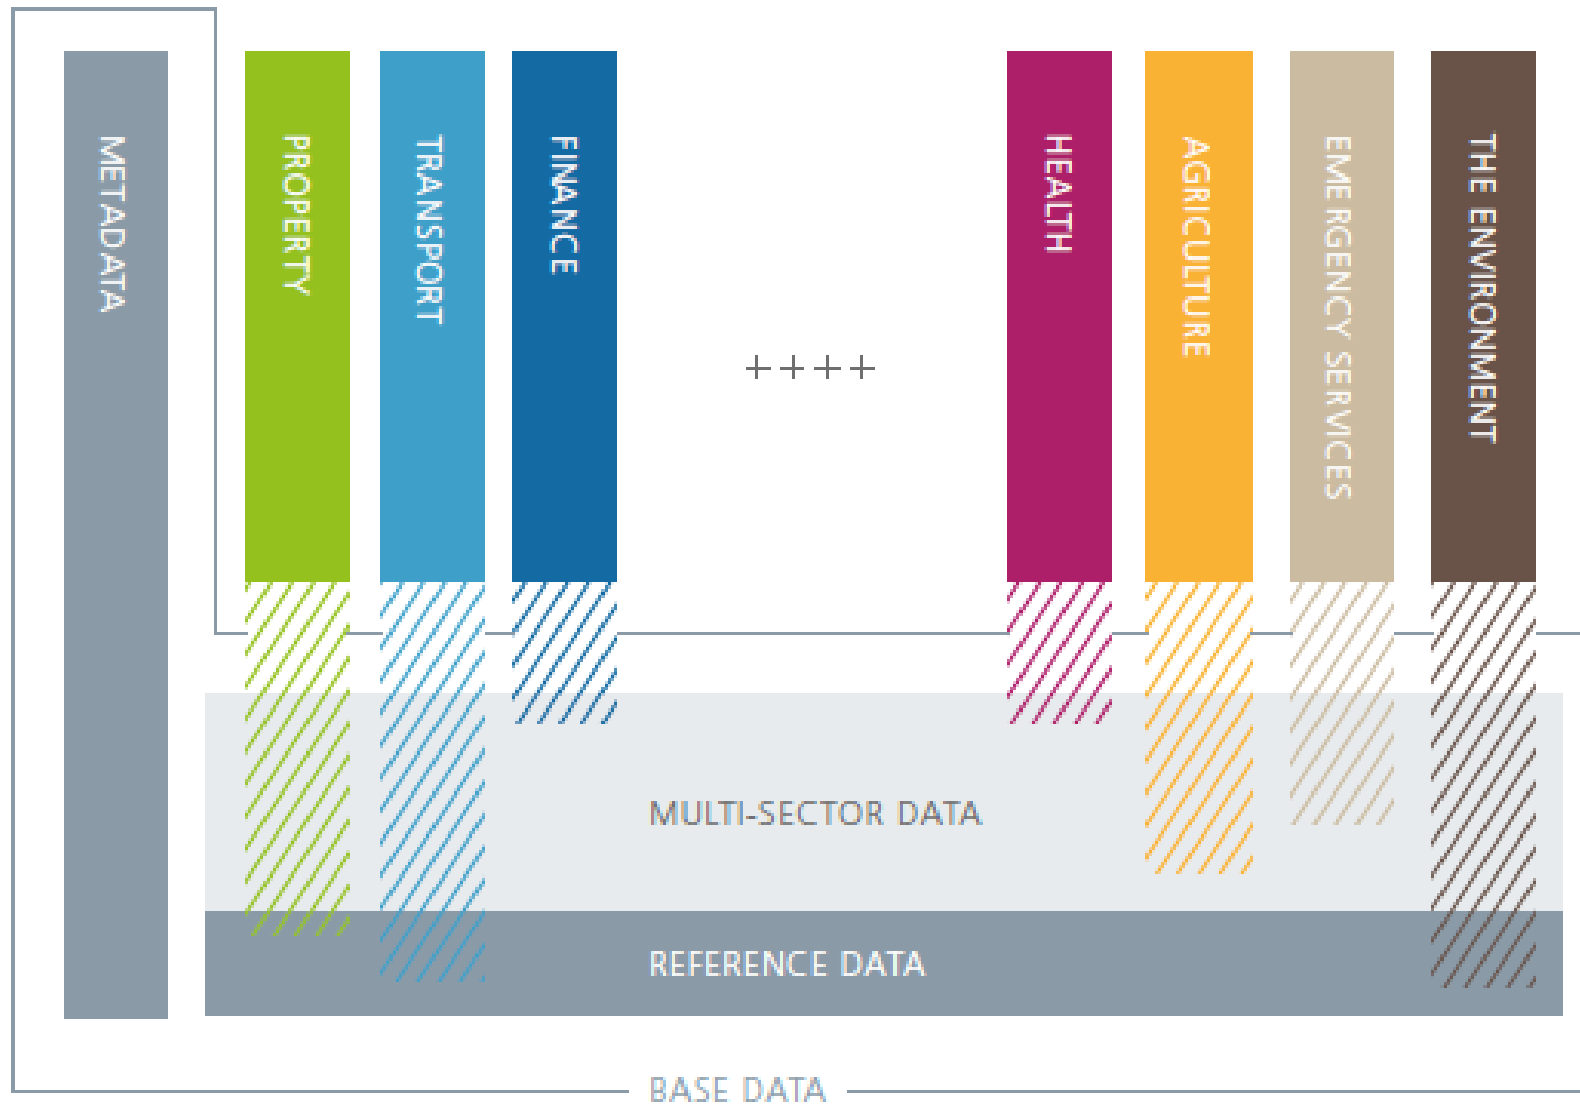 METADATA
PROPERTY
TRANSPORT
FINANCE
++++
HEALTH
AGRICULTURE
EMERGENCY SERVICES
THE ENVIRONMENT
MULTI-SECTOR DATA
REFERENCE DATA
BASE DATA